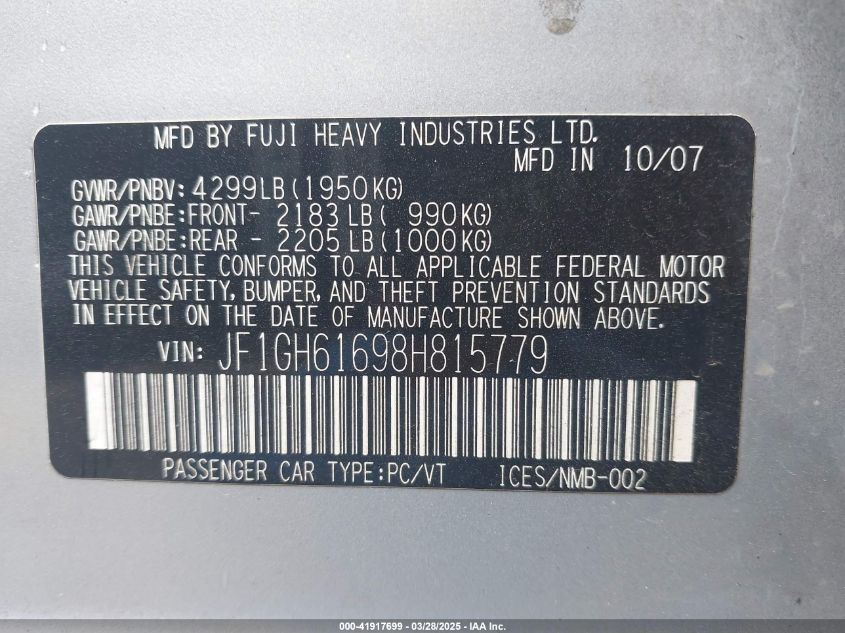 MFD BY FUJI HEAVY INDUSTRIES LTD.
MFD IN 10/07
GVWR/PNBV: 4299LB(1950KG)
GAWR/PNBE:FRONT- 2183LB( 990KG)
GAWR/PNBE:REAR - 2205LB(1000KG)
THIS VEHICLE CONFORMS TO ALL APPLICABLE FEDERAL MOTOR
VEHICLE SAFETY, BUMPER, AND THEFT PREVENTION STANDARDS
IN EFFECT ON THE DATE OF MANUFACTURE SHOWN ABOVE.
VIN: JF1GH61698H815779
PASSENGER CAR TYPE:PC/VT ICES/NMB-002
000-41917699 - 03/28/2025 - IAA Inc.